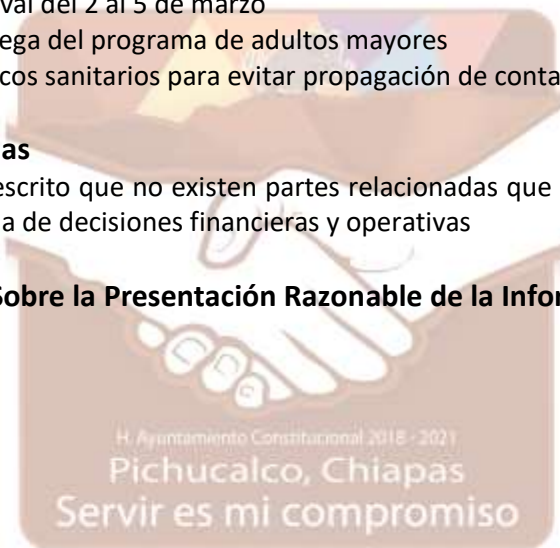 val del 2 al 5 de marzo
ega del programa de adultos mayores
cos sanitarios para evitar propagación de conta
as
escrito que no existen partes relacionadas que
a de decisiones financieras y operativas
Sobre la Presentación Razonable de la Infor
H. Ayuntamiento Constitucional 2018 - 2021
Pichucalco, Chiapas
Servir es mi compromiso